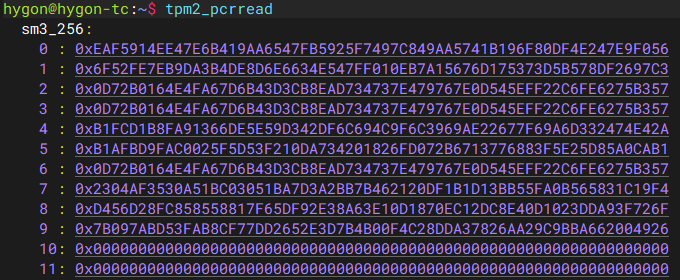 hygon@hygon-tc:~$ tpm2_pcrread
sm3_256:
0 : 0xEAF5914EE47E6B419AA6547FB5925F7497C849AA5741B196F80DF4E247E9F056
1 : 0x6F52FE7EB9DA3B4DE8D6E6634E547FF010EB7A15676D175373D5B578DF2697C3
2 : 0x0D72B0164E4FA67D6B43D3CB8EAD734737E479767E0D545EFF22C6FE6275B357
3 : 0x0D72B0164E4FA67D6B43D3CB8EAD734737E479767E0D545EFF22C6FE6275B357
4 : 0xB1FCD1B8FA91366DE5E59D342DF6C694C9F6C3969AE22677F69A6D332474E42A
5 : 0xB1AFBD9FAC0025F5D53F210DA734201826FD072B6713776883F5E25D85A0CAB1
6 : 0x0D72B0164E4FA67D6B43D3CB8EAD734737E479767E0D545EFF22C6FE6275B357
7 : 0x2304AF3530A51BC03051BA7D3A2BB7B462120DF1B1D13BB55FA0B565831C19F4
8 : 0xD456D28FC858558817F65DF92E38A63E10D1870EC12DC8E40D1023DDA93F726F
9 : 0x7B097ABD53FAB8CF77DD2652E3D7B4B00F4C28DDA37826AA29C9BBA662004926
10: 0x0000000000000000000000000000000000000000000000000000000000000000
11: 0x0000000000000000000000000000000000000000000000000000000000000000